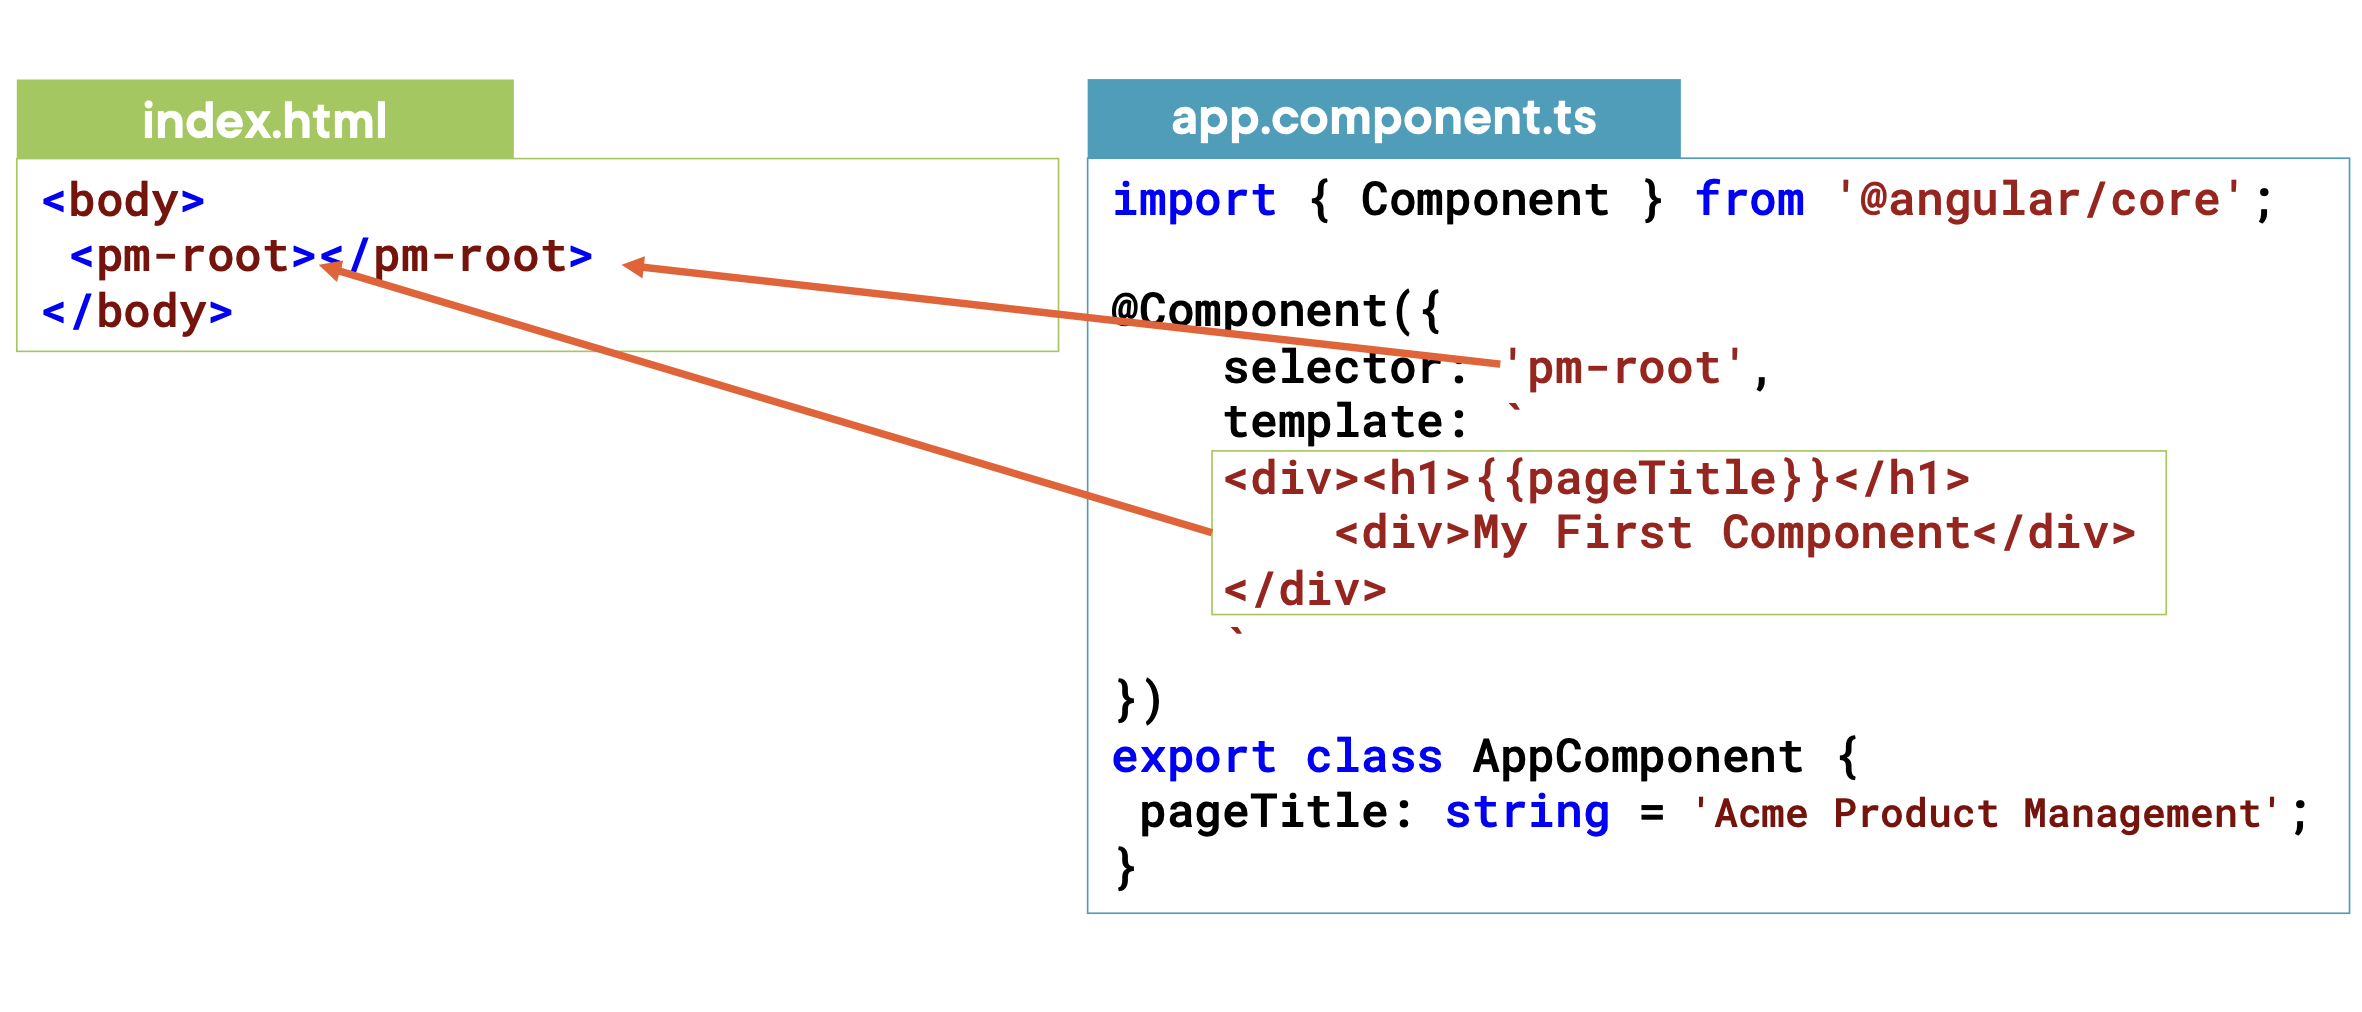 index.html
<body>
<pm-root></pm-root>
</body>
app.component.ts
import { Component } from '@angular/core';
@Component({
selector: 'pm-root',
template: `
<div><h1>{{pageTitle}}</h1>
<div>My First Component</div>
</div>
`
})
export class AppComponent {
pageTitle: string = 'Acme Product Management';
}